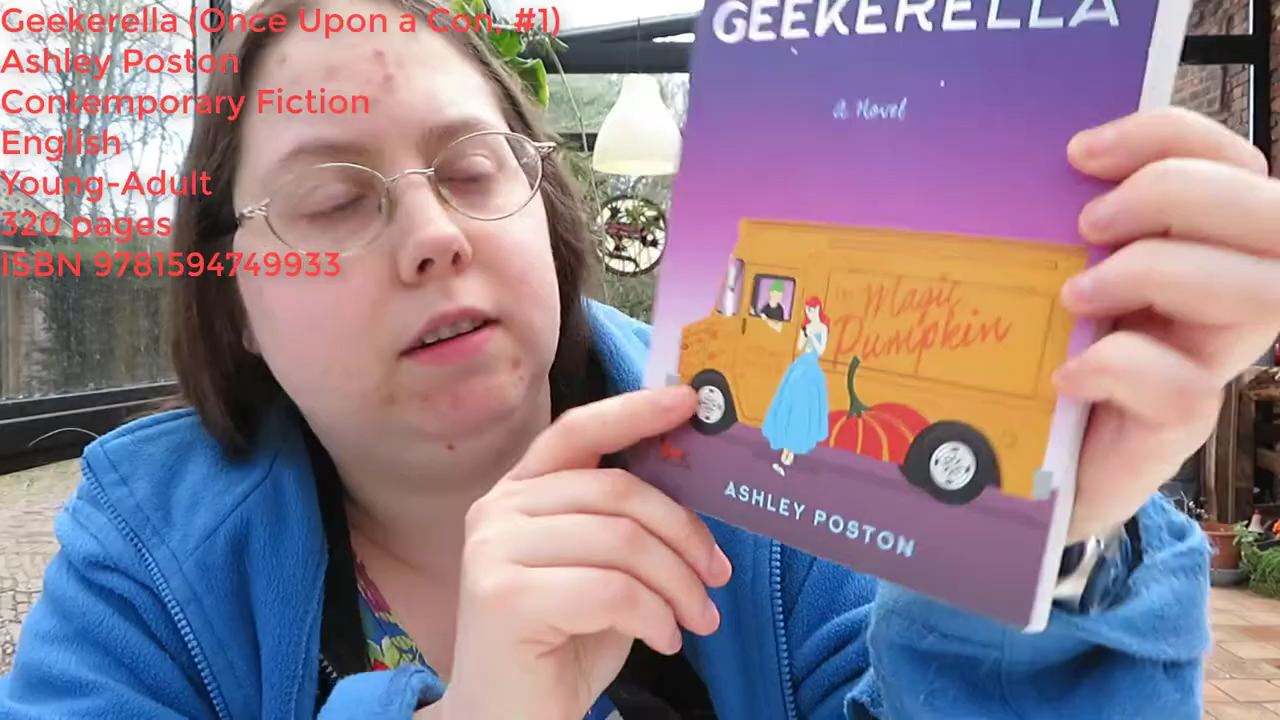 Geekerella (Once Upon a Con, #1)
Ashley Poston
Contemporary Fiction
English
Young-Adult
320 pages
ISBN 9781594749933
GEEKERELLA
a Novel
Magic
Pumpkin
ASHLEY POSTON